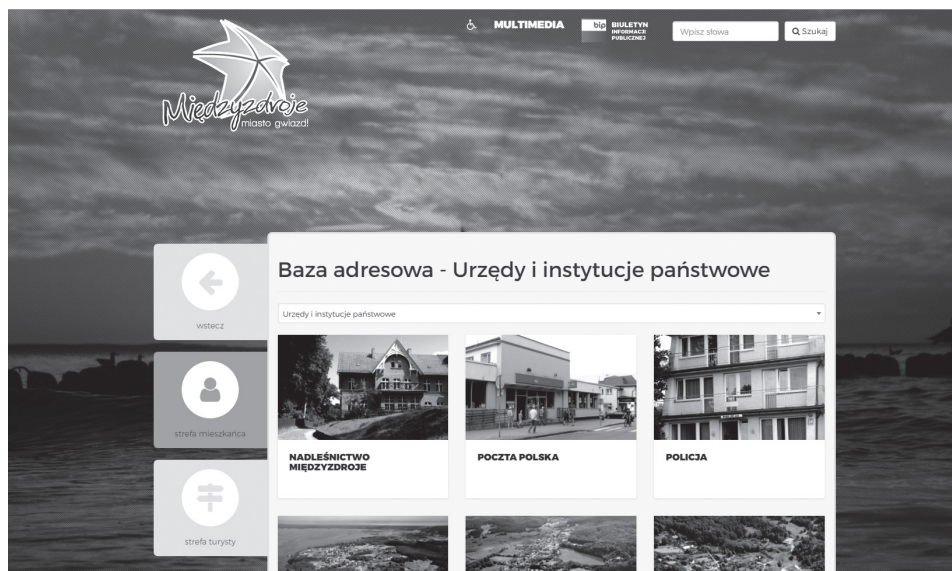 MULTIMEDIA
bip
BIULETYN
INFORMACJI
PUBLICZNEJ
Wpisz słowa
Szukaj
Międzyzdroje
miasto gwiazd!
wstecz
strefa mieszkańca
strefa turysty
Baza adresowa - Urzędy i instytucje państwowe
Urzędy i instytucje państwowe
NADLEŚNICTWO
MIĘDZYZDROJE
POCZTA POLSKA
POLICJA